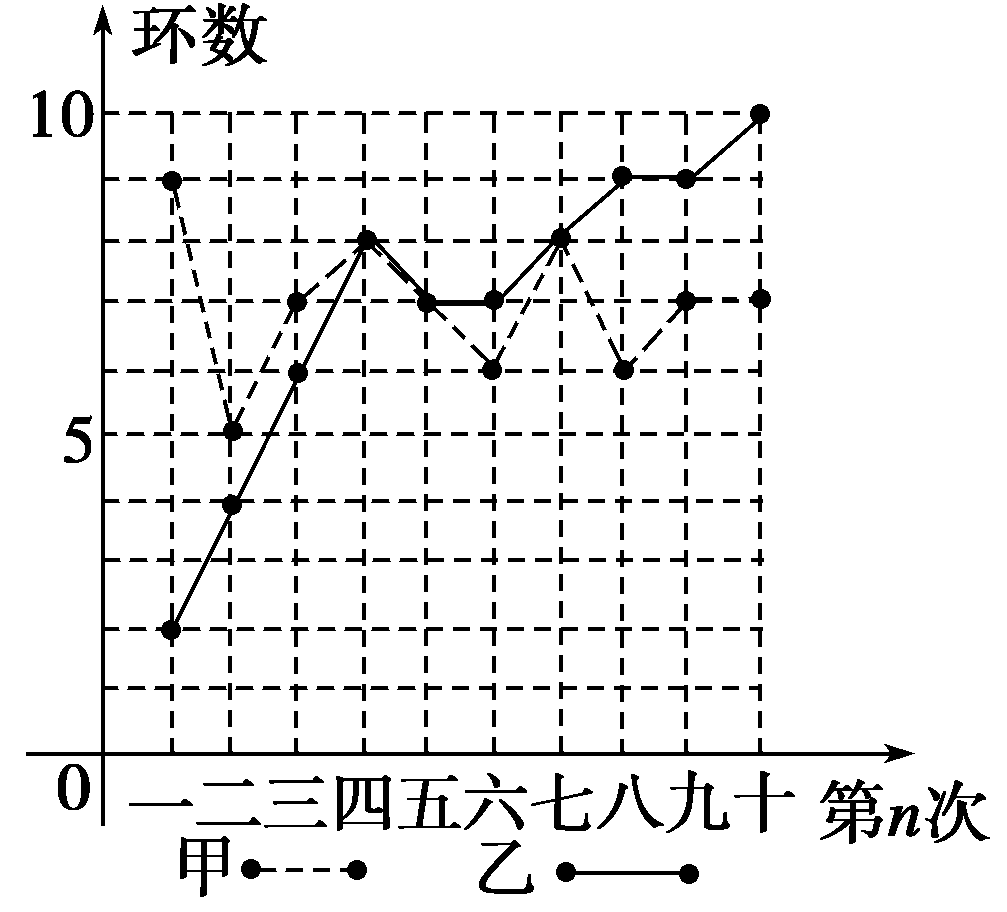 环数
10
5
0
一 二 三 四 五 六 七 八 九 十 第n次
甲 乙